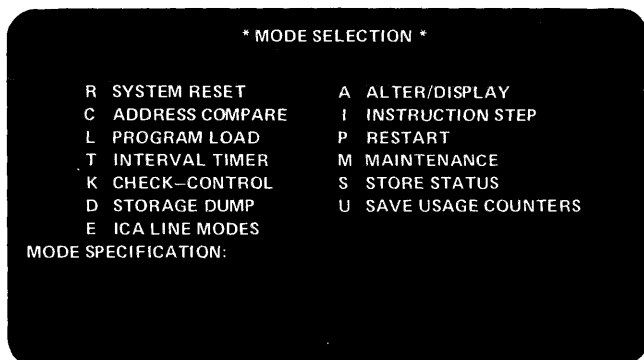 * MODE SELECTION *
R SYSTEM RESET A ALTER/DISPLAY
C ADDRESS COMPARE I INSTRUCTION STEP
L PROGRAM LOAD P RESTART
T INTERVAL TIMER M MAINTENANCE
K CHECK–CONTROL S STORE STATUS
D STORAGE DUMP U SAVE USAGE COUNTERS
E ICA LINE MODES
MODE SPECIFICATION: